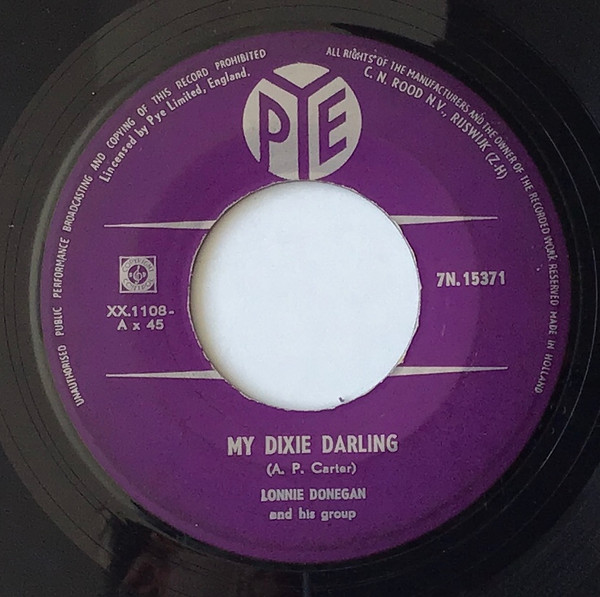 UNAUTHORISED PUBLIC PERFORMANCE BROADCASTING AND COPYING OF THIS RECORD PROHIBITED
Lincensed by Pye Limited, England.
ALL RIGHTS OF THE MANUFACTURERS AND THE OWNER OF THE RECORDED WORK RESERVED MADE IN HOLLAND
C. N. ROOD N.V., RIJSWIJK (Z-H)
PYE
7N.15371
XX.1108-
A x 45
MY DIXIE DARLING
(A. P. Carter)
LONNIE DONEGAN
and his group